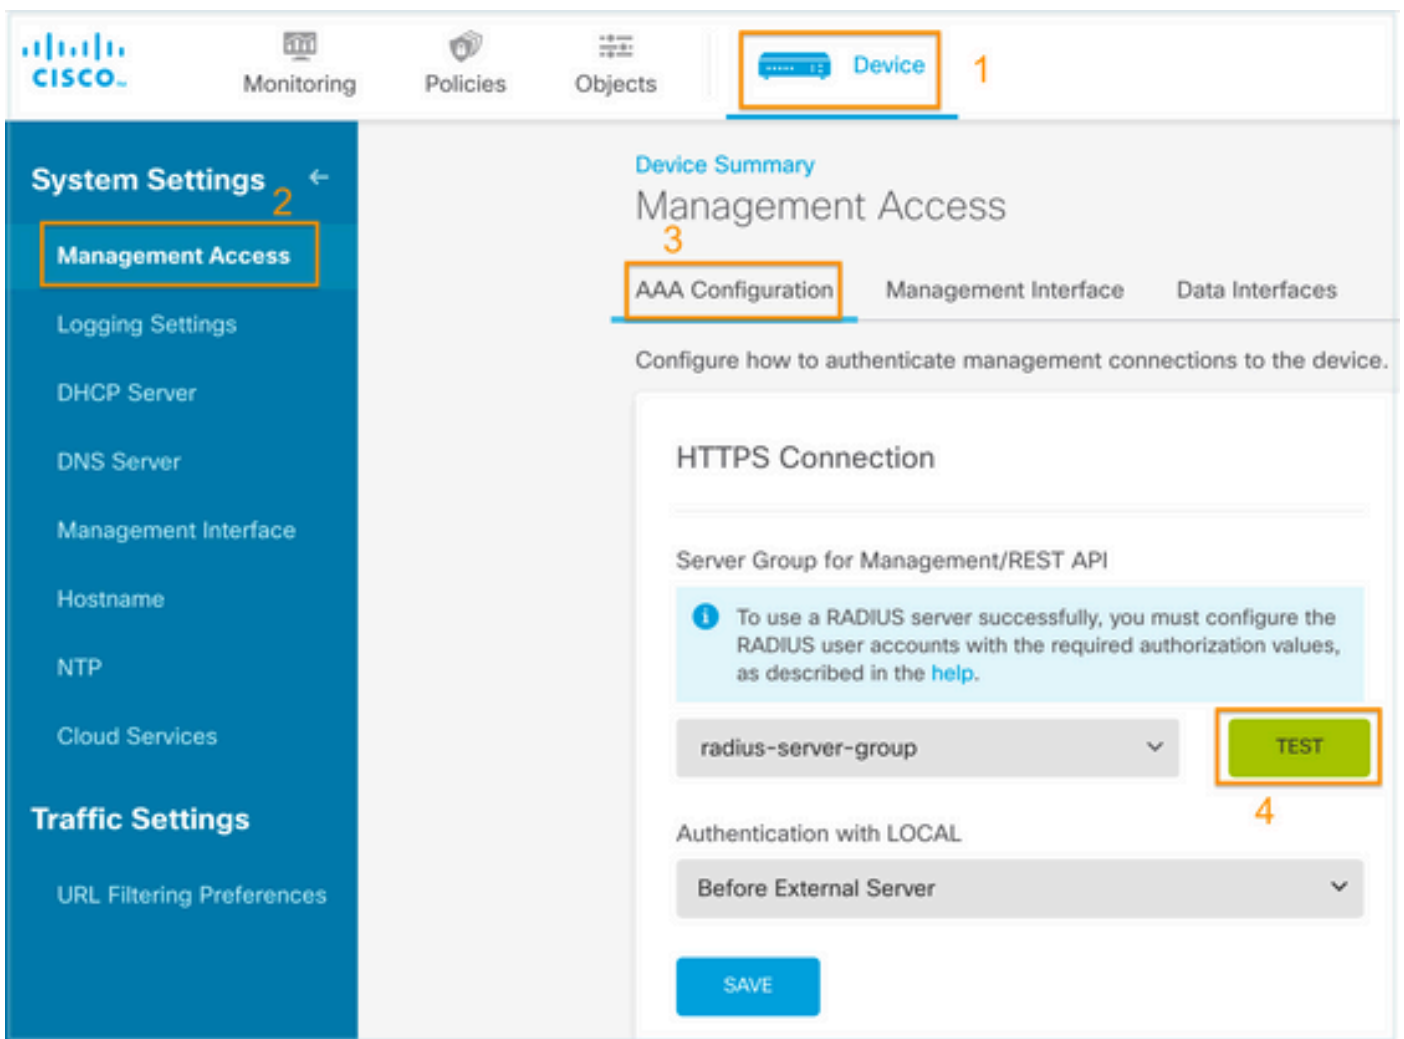 CISCO
Monitoring
Policies
Objects
Device
1
System Settings
2
Management Access
Logging Settings
DHCP Server
DNS Server
Management Interface
Hostname
NTP
Cloud Services
Traffic Settings
URL Filtering Preferences
Device Summary
Management Access
3
AAA Configuration
Management Interface
Data Interfaces
Configure how to authenticate management connections to the device.
HTTPS Connection
Server Group for Management/REST API
To use a RADIUS server successfully, you must configure the
RADIUS user accounts with the required authorization values,
as described in the help.
radius-server-group
TEST
4
Authentication with LOCAL
Before External Server
SAVE